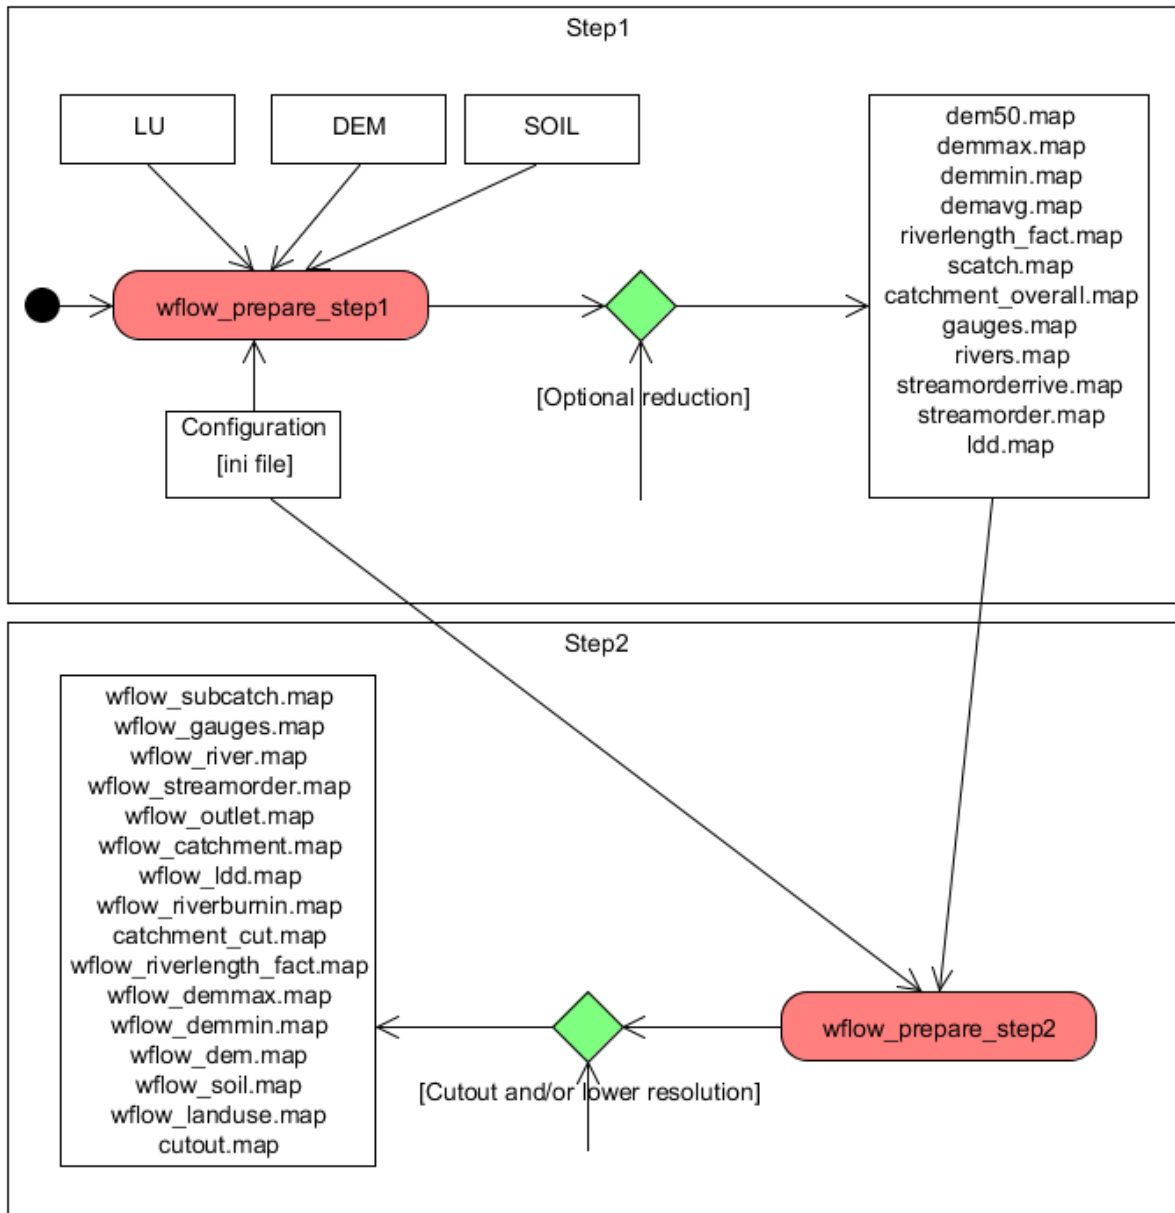 Step1
LU
DEM
SOIL
wflow_prepare_step1
[Optional reduction]
Configuration
[ini file]
dem50.map
demmax.map
demmin.map
demavg.map
riverlength_fact.map
scatch.map
catchment_overall.map
gauges.map
rivers.map
streamorderrive.map
streamorder.map
ldd.map
Step2
wflow_subcatch.map
wflow_gauges.map
wflow_river.map
wflow_streamorder.map
wflow_outlet.map
wflow_catchment.map
wflow_ldd.map
wflow_riverburnin.map
catchment_cut.map
wflow_riverlength_fact.map
wflow_demmax.map
wflow_demmin.map
wflow_dem.map
wflow_soil.map
wflow_landuse.map
cutout.map
[Cutout and/or lower resolution]
wflow_prepare_step2